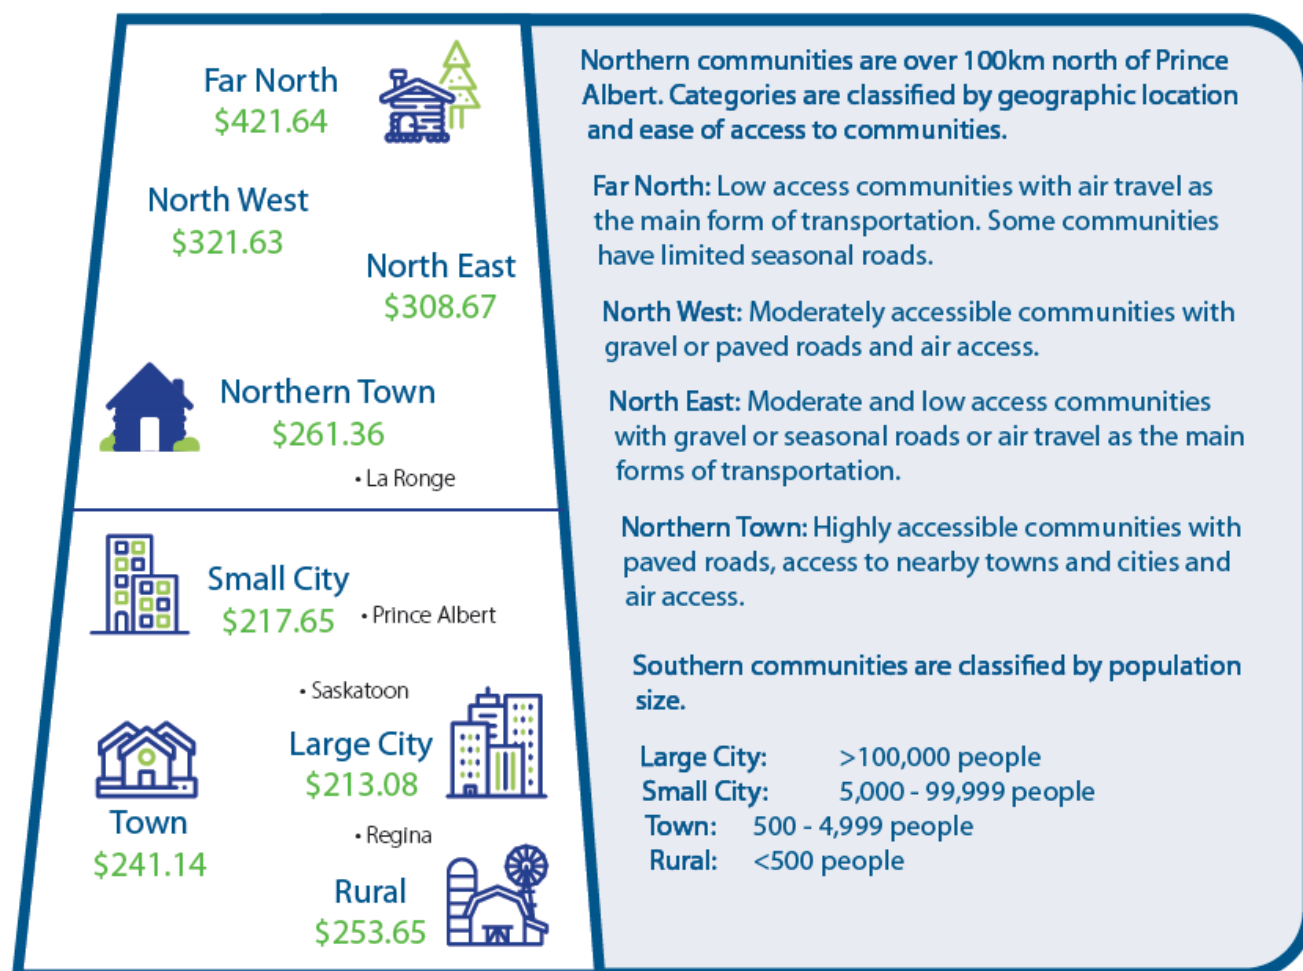 Far North
$421.64
North West
$321.63
North East
$308.67
Northern Town
$261.36
• La Ronge
Small City
$217.65
• Prince Albert
• Saskatoon
Large City
$213.08
Town
$241.14
• Regina
Rural
$253.65
Northern communities are over 100km north of Prince
Albert. Categories are classified by geographic location
and ease of access to communities.
Far North: Low access communities with air travel as
the main form of transportation. Some communities
have limited seasonal roads.
North West: Moderately accessible communities with
gravel or paved roads and air access.
North East: Moderate and low access communities
with gravel or seasonal roads or air travel as the main
forms of transportation.
Northern Town: Highly accessible communities with
paved roads, access to nearby towns and cities and
air access.
Southern communities are classified by population
size.
Large City: >100,000 people
Small City: 5,000 - 99,999 people
Town: 500 - 4,999 people
Rural: <500 people